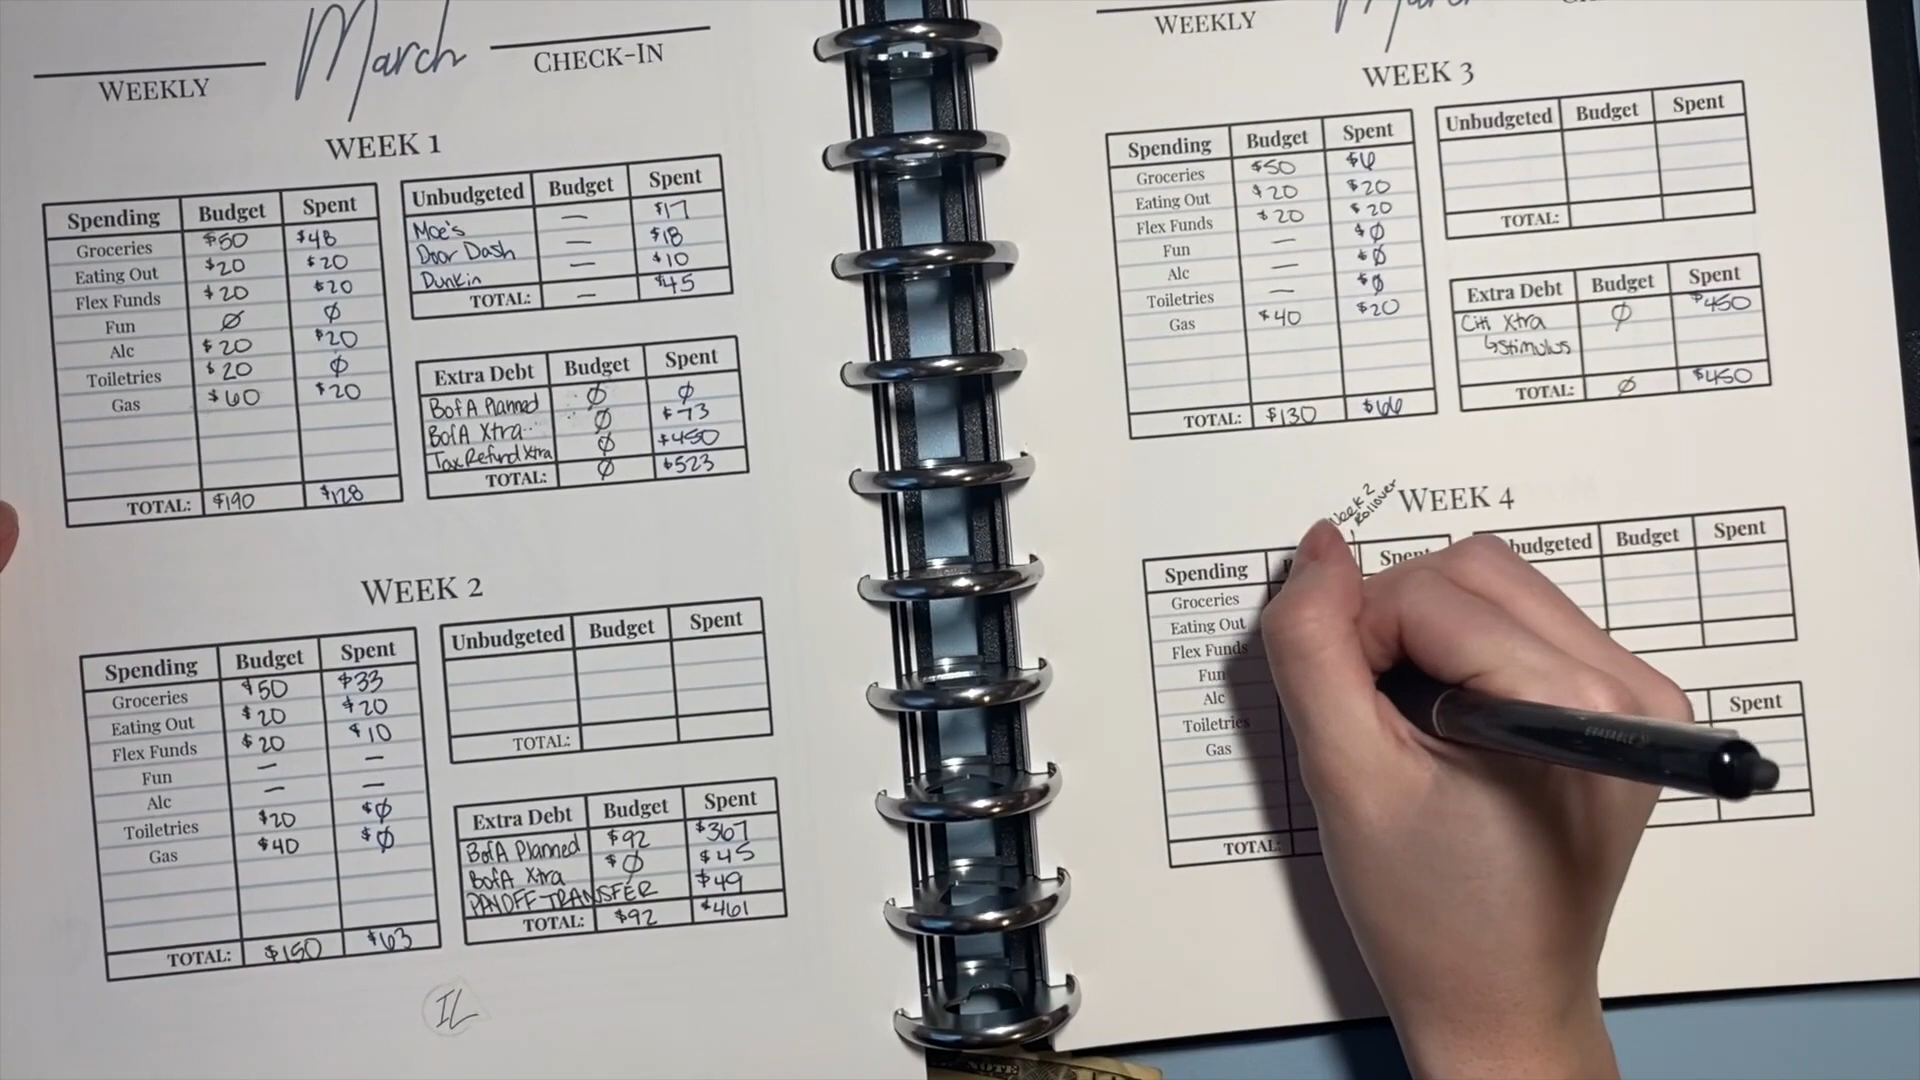 WEEKLY March CHECK-IN
WEEK 1
Spending Budget Spent
Groceries $50 $48
Eating Out $20 $20
Flex Funds $20 $20
Fun Ø Ø
Alc $20 $20
Toiletries $20 Ø
Gas $60 $20
TOTAL: $190 $128
Unbudgeted Budget Spent
Moe's — $17
Door Dash — $18
Dunkin — $10
TOTAL: — $45
Extra Debt Budget Spent
BofA Planned Ø Ø
BofA Xtra Ø $73
Tax Refund Xtra Ø $450
TOTAL: Ø $523
WEEK 2
Spending Budget Spent
Groceries $50 $33
Eating Out $20 $20
Flex Funds $20 $10
Fun — —
Alc — —
Toiletries $20 $Ø
Gas $40 $Ø
TOTAL: $150 $63
Unbudgeted Budget Spent
TOTAL:
Extra Debt Budget Spent
BofA Planned $92 $367
BofA Xtra $Ø $45
PAYOFF TRANSFER $49
TOTAL: $92 $461
IL
WEEKLY March
WEEK 3
Spending Budget Spent
Groceries $50 $6
Eating Out $20 $20
Flex Funds $20 $20
Fun — $Ø
Alc — $Ø
Toiletries — $Ø
Gas $40 $20
TOTAL: $130 $66
Unbudgeted Budget Spent
TOTAL:
Extra Debt Budget Spent
Citi Xtra Ø $450
↳Stimulus
TOTAL: Ø $450
Week 2
Rollover
WEEK 4
Spending Spent
Groceries
Eating Out
Flex Funds
Fun
Alc
Toiletries
Gas
TOTAL:
budgeted Budget Spent
Spent
ERASABLE